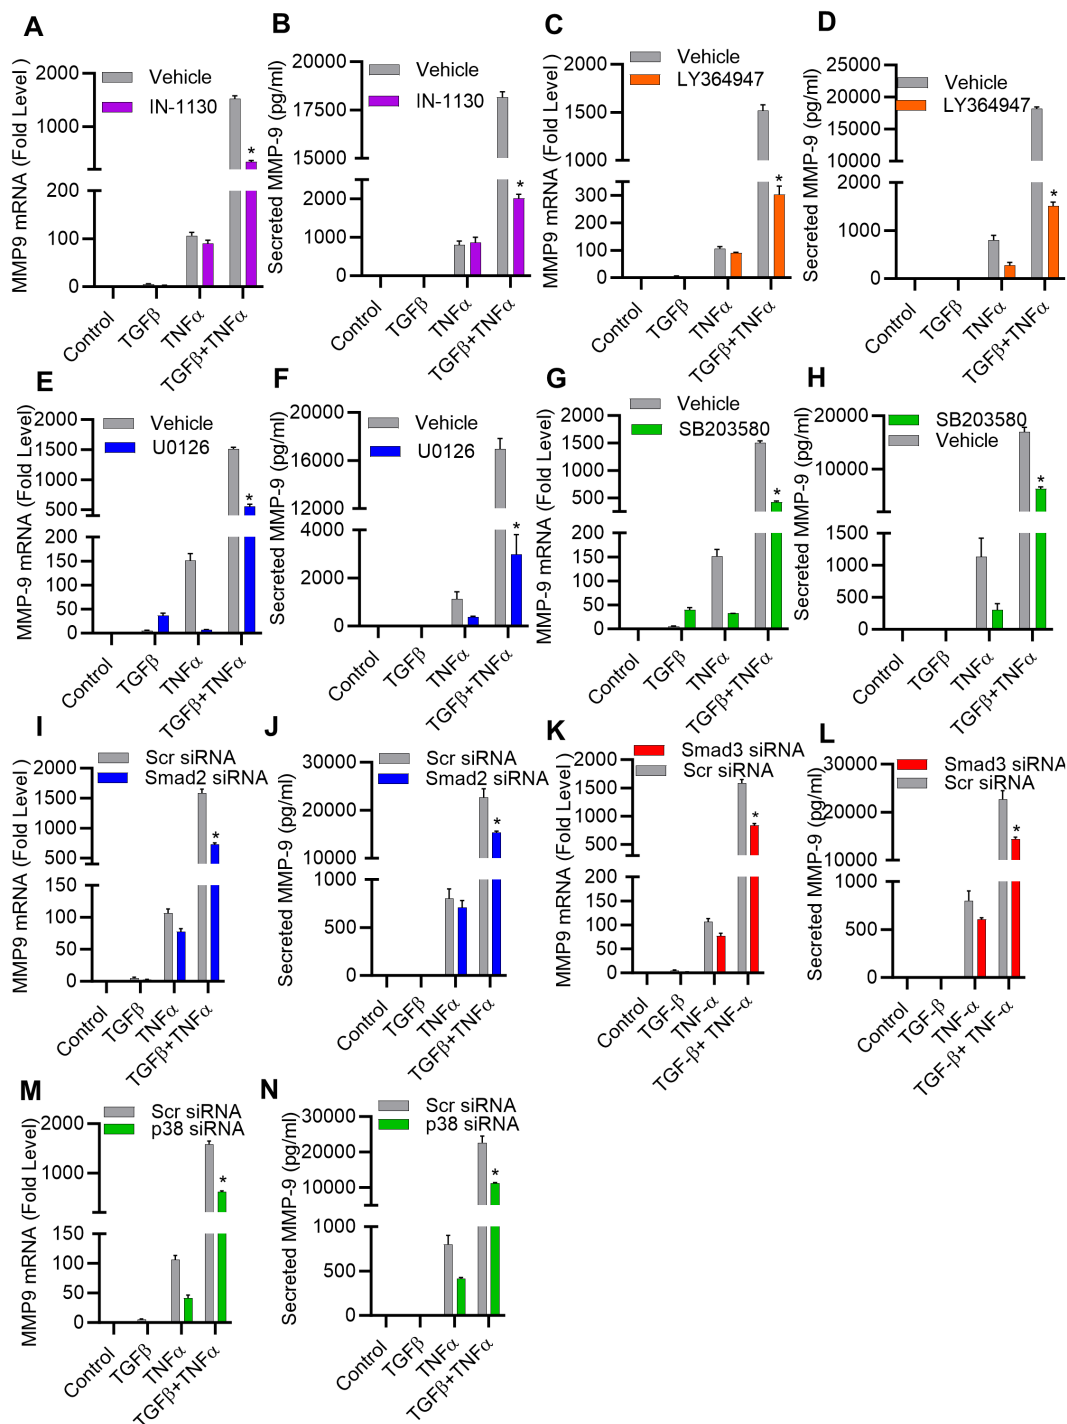 A
MMP9 mRNA (Fold Level )
2000
1000
200
100
0
Vehicle
IN-1130
*
Control
TGFβ
TNFα
TGFβ+TNFα
B
Secreted MMP-9 (pg/ml)
20000
17500
15000
2000
1000
0
Vehicle
IN-1130
*
Control
TGFβ
TNFα
TGFβ+TNFα
C
MMP9 mRNA (Fold Level )
2000
1500
1000
300
200
100
0
Vehicle
LY364947
*
Control
TGFβ
TNFα
TGFβ+TNFα
D
Secreted MMP-9 (pg/ml)
25000
20000
15000
10000
2000
1000
0
Vehicle
LY364947
*
Control
TGFβ
TNFα
TGFβ+TNFα
E
MMP-9 mRNA (Fold Level)
2000
1500
1000
500
150
100
50
0
Vehicle
U0126
*
Control
TGFβ
TNFα
TGFβ+TNFα
F
Secreted MMP-9 (pg/ml)
20000
16000
12000
4000
2000
0
Vehicle
U0126
*
Control
TGFβ
TNFα
TGFβ+TNFα
G
MMP-9 mRNA (Fold Level)
2000
1500
1000
500
200
150
100
50
0
Vehicle
SB203580
*
Control
TGFβ
TNFα
TGFβ+TNFα
H
Secreted MMP-9 (pg/ml)
20000
10000
1500
1000
500
0
SB203580
Vehicle
*
Control
TGFβ
TNFα
TGFβ+TNFα
I
MMP9 mRNA (Fold Level)
2000
1500
1000
500
150
100
50
0
Scr siRNA
Smad2 siRNA
*
Control
TGFβ
TNFα
TGFβ+TNFα
J
Secreted MMP-9 (pg/ml)
30000
20000
10000
1000
500
0
Scr siRNA
Smad2 siRNA
*
Control
TGFβ
TNFα
TGFβ+TNFα
K
MMP9 mRNA (Fold Level)
2000
1500
1000
500
200
150
100
50
0
Smad3 siRNA
Scr siRNA
*
Control
TGF-β
TNF-α
TGF-β+ TNF-α
L
Secreted MMP-9 (pg/ml)
30000
20000
10000
1000
500
0
Smad3 siRNA
Scr siRNA
*
Control
TGF-β
TNF-α
TGF-β+ TNF-α
M
MMP9 mRNA (Fold Level)
2000
1000
150
100
50
0
Scr siRNA
p38 siRNA
*
Control
TGFβ
TNFα
TGFβ+TNFα
N
Secreted MMP-9 (pg/ml)
30000
20000
10000
1000
500
0
Scr siRNA
p38 siRNA
*
Control
TGFβ
TNFα
TGFβ+TNFα